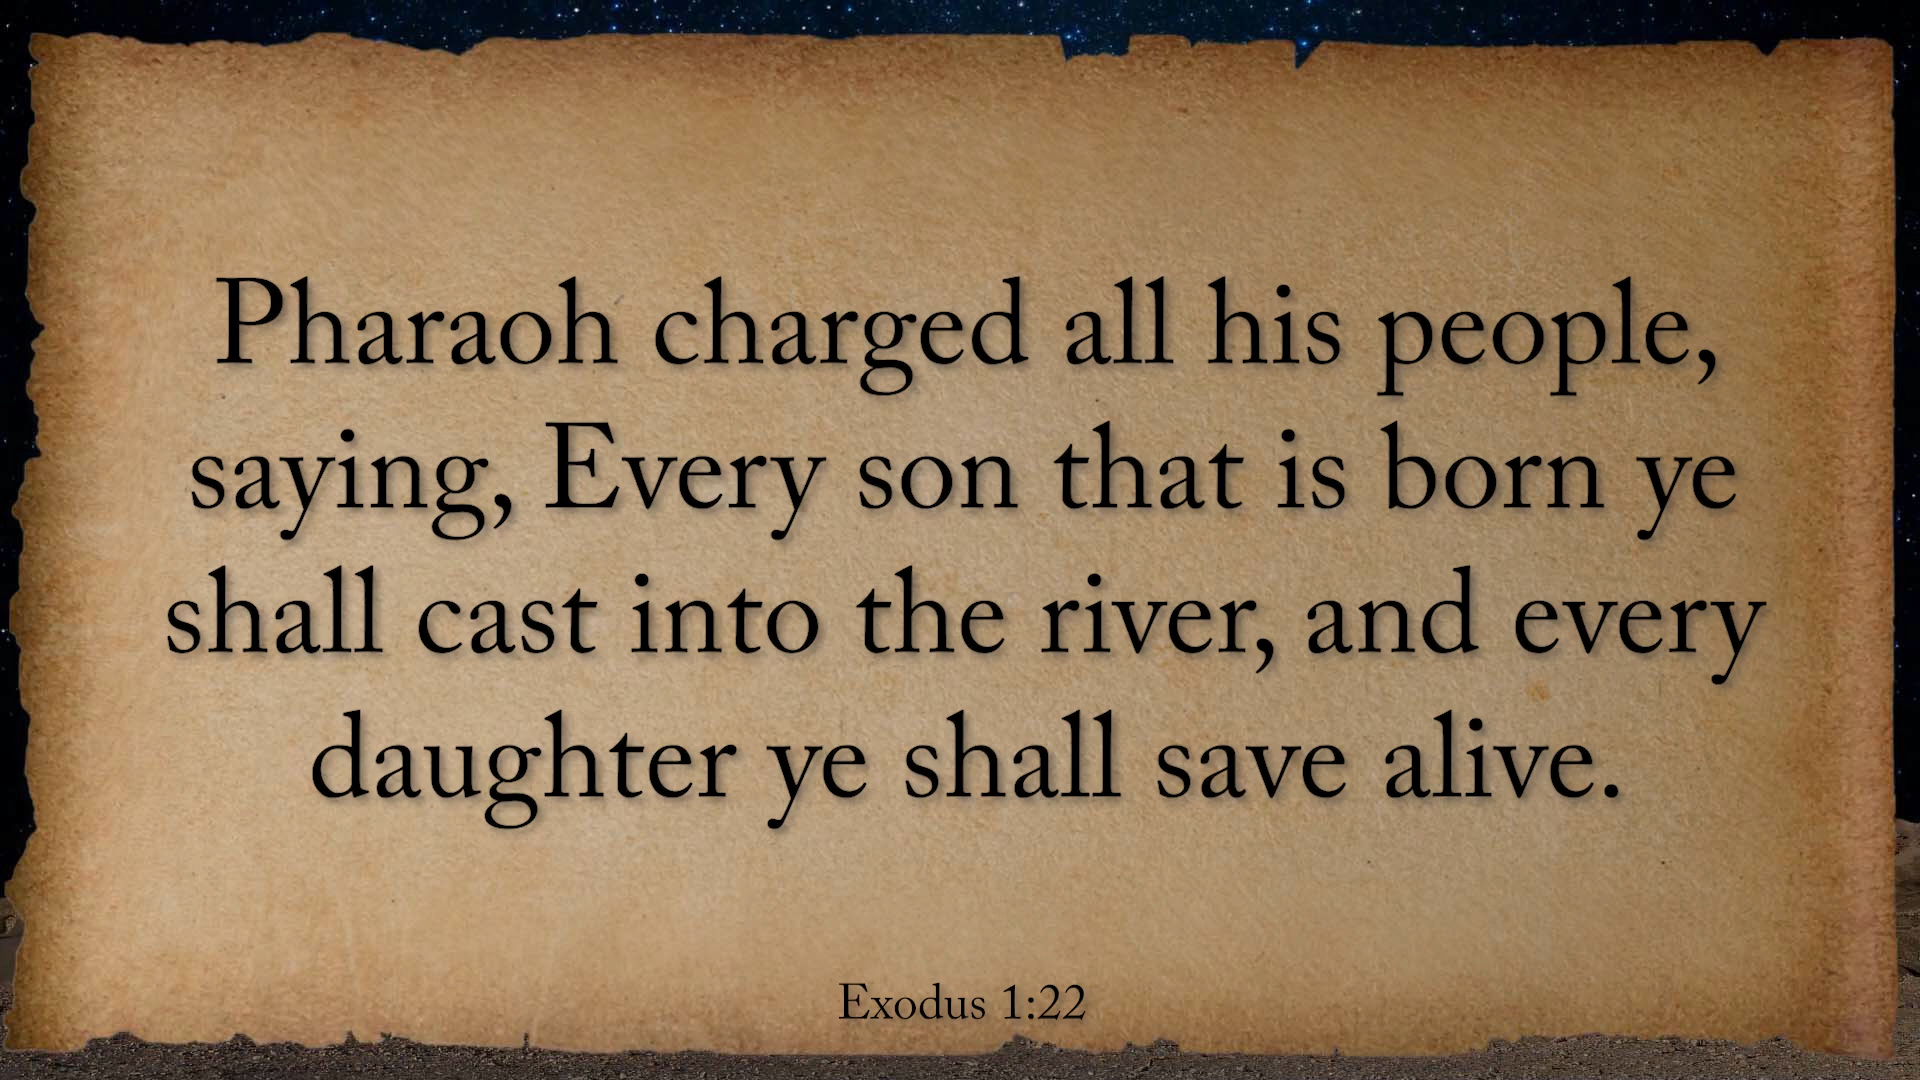 Pharaoh charged all his people,
saying, Every son that is born ye
shall cast into the river, and every
daughter ye shall save alive.
Exodus 1:22